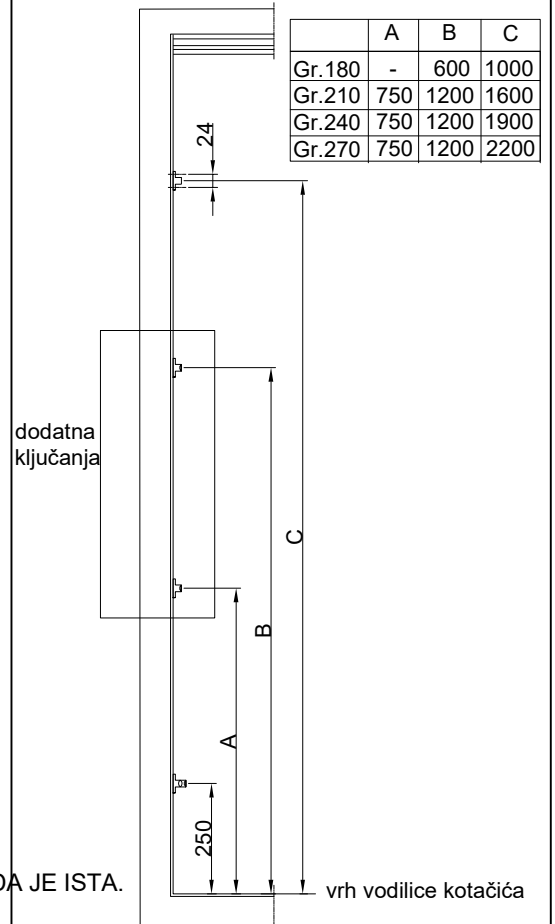 A B C
Gr.180 - 600 1000
Gr.210 750 1200 1600
Gr.240 750 1200 1900
Gr.270 750 1200 2200
24
dodatna
ključanja
C
B
A
250
DA JE ISTA.
vrh vodilice kotačića